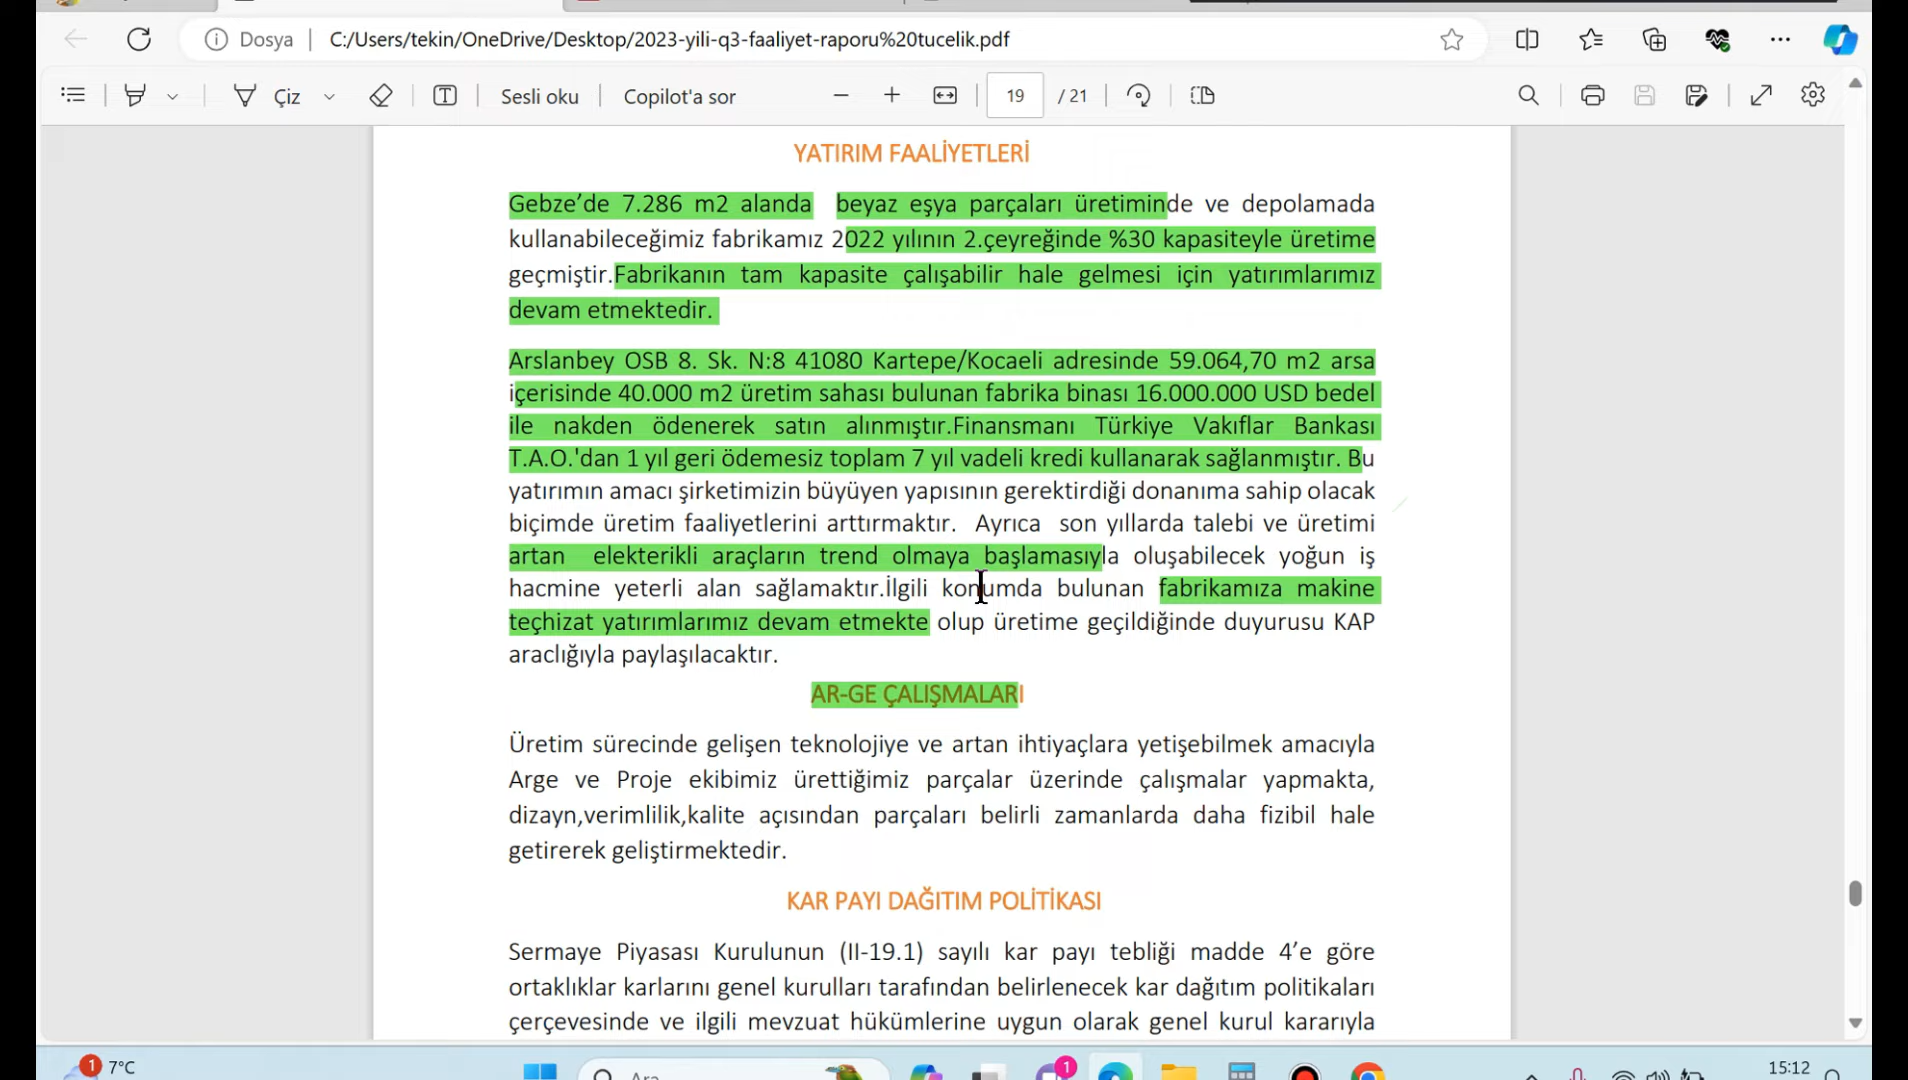 Dosya C:/Users/tekin/OneDrive/Desktop/2023-yili-q3-faaliyet-raporu%20tucelik.pdf
Çiz Sesli oku Copilot'a sor 19 / 21
YATIRIM FAALİYETLERİ
Gebze’de 7.286 m2 alanda beyaz eşya parçaları üretiminde ve depolamada
kullanabileceğimiz fabrikamız 2022 yılının 2.çeyreğinde %30 kapasiteyle üretime
geçmiştir.Fabrikanın tam kapasite çalışabilir hale gelmesi için yatırımlarımız
devam etmektedir.
Arslanbey OSB 8. Sk. N:8 41080 Kartepe/Kocaeli adresinde 59.064,70 m2 arsa
içerisinde 40.000 m2 üretim sahası bulunan fabrika binası 16.000.000 USD bedel
ile nakden ödenerek satın alınmıştır.Finansmanı Türkiye Vakıflar Bankası
T.A.O.'dan 1 yıl geri ödemesiz toplam 7 yıl vadeli kredi kullanarak sağlanmıştır. Bu
yatırımın amacı şirketimizin büyüyen yapısının gerektirdiği donanıma sahip olacak
biçimde üretim faaliyetlerini arttırmaktır. Ayrıca son yıllarda talebi ve üretimi
artan elekterikli araçların trend olmaya başlamasıyla oluşabilecek yoğun iş
hacmine yeterli alan sağlamaktır.İlgili konumda bulunan fabrikamıza makine
teçhizat yatırımlarımız devam etmekte olup üretime geçildiğinde duyurusu KAP
araclığıyla paylaşılacaktır.
AR-GE ÇALIŞMALARI
Üretim sürecinde gelişen teknolojiye ve artan ihtiyaçlara yetişebilmek amacıyla
Arge ve Proje ekibimiz ürettiğimiz parçalar üzerinde çalışmalar yapmakta,
dizayn,verimlilik,kalite açısından parçaları belirli zamanlarda daha fizibil hale
getirerek geliştirmektedir.
KAR PAYI DAĞITIM POLİTİKASI
Sermaye Piyasası Kurulunun (II-19.1) sayılı kar payı tebliği madde 4’e göre
ortaklıklar karlarını genel kurulları tarafından belirlenecek kar dağıtım politikaları
çerçevesinde ve ilgili mevzuat hükümlerine uygun olarak genel kurul kararıyla
1 7°C Ara 1 15:12